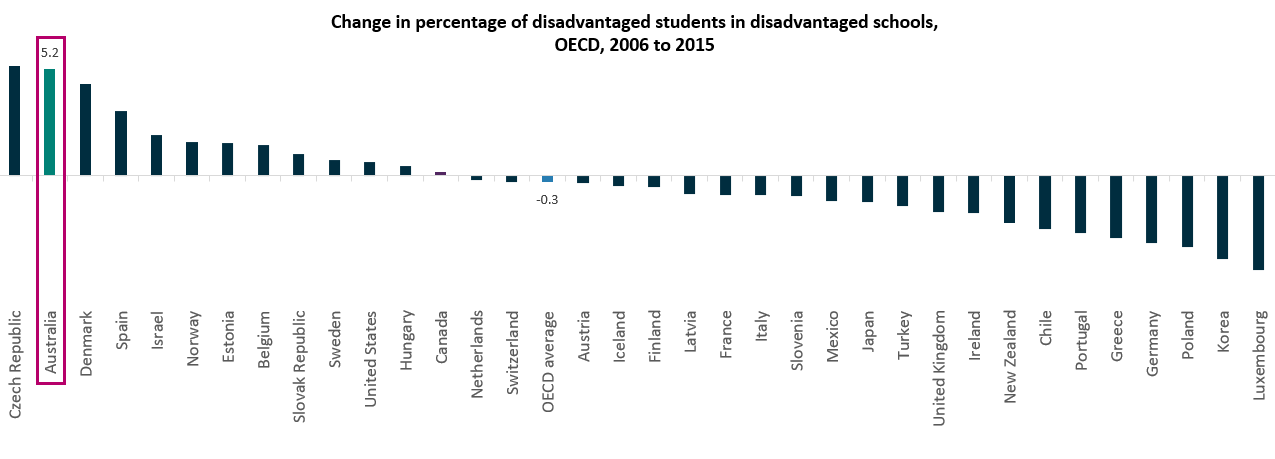 Change in percentage of disadvantaged students in disadvantaged schools,
OECD, 2006 to 2015
5.2
-0.3
Czech Republic
Australia
Denmark
Spain
Israel
Norway
Estonia
Belgium
Slovak Republic
Sweden
United States
Hungary
Canada
Netherlands
Switzerland
OECD average
Austria
Iceland
Finland
Latvia
France
Italy
Slovenia
Mexico
Japan
Turkey
United Kingdom
Ireland
New Zealand
Chile
Portugal
Greece
Germany
Poland
Korea
Luxembourg